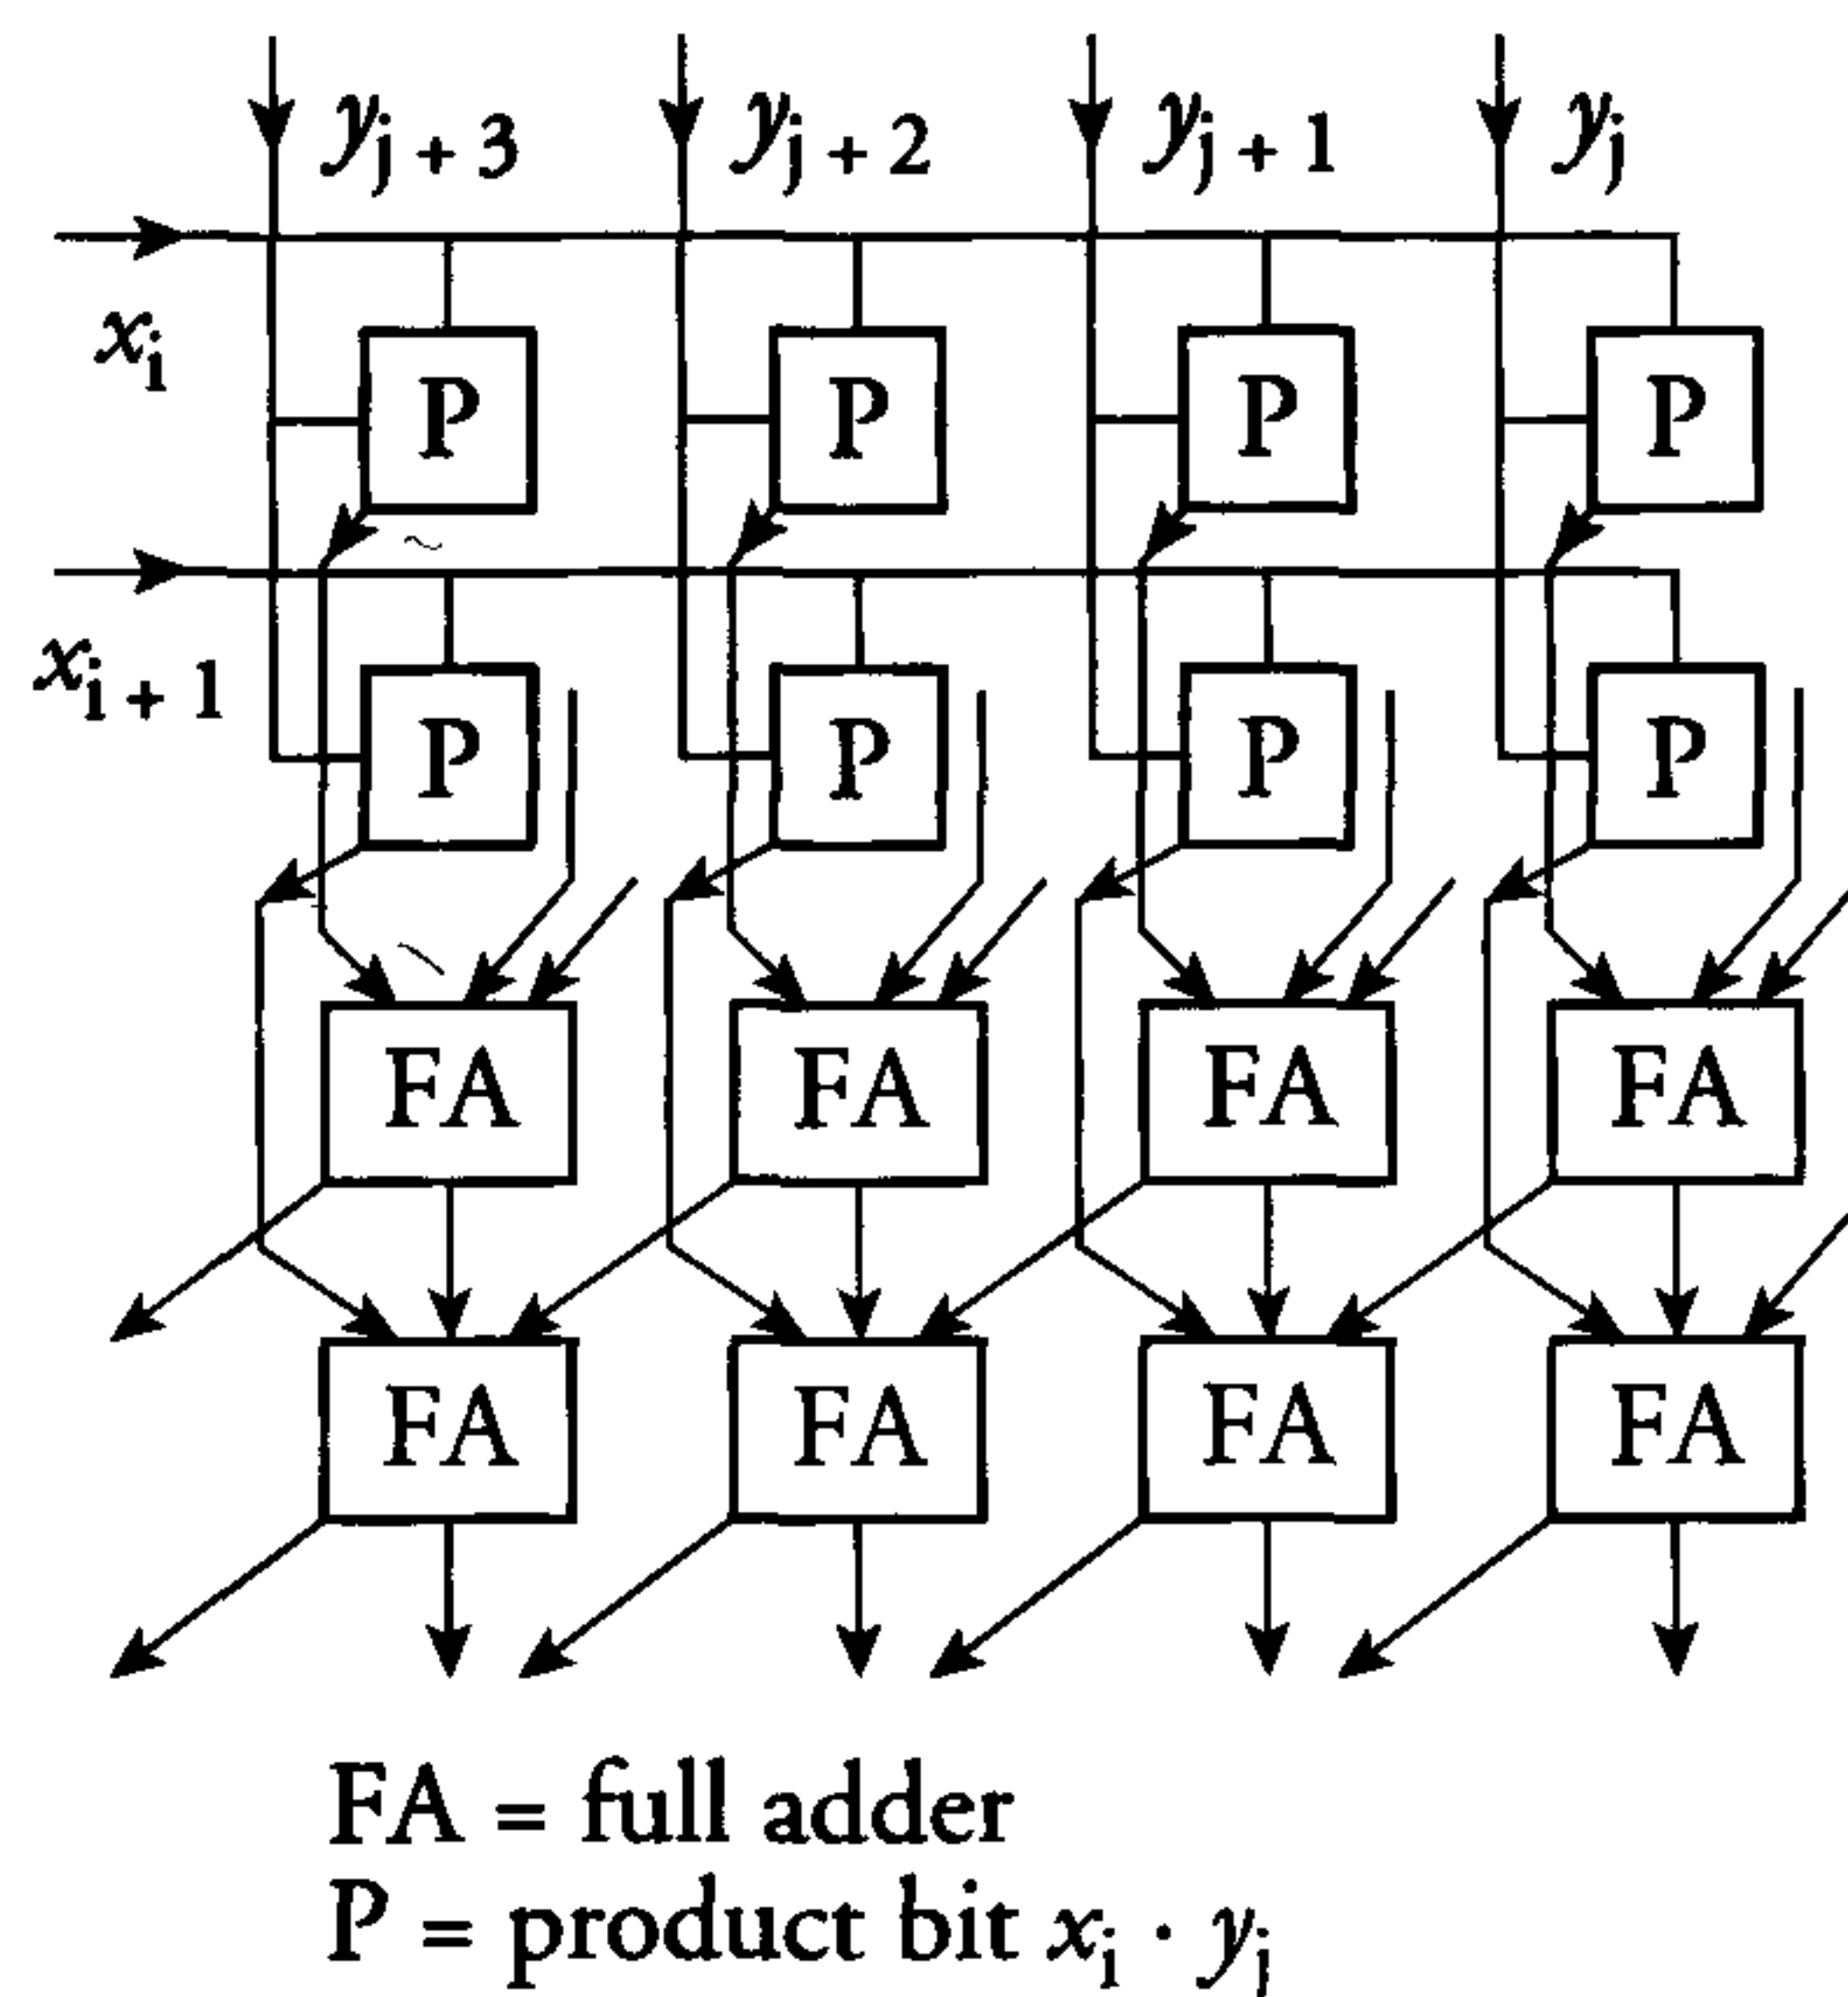 y_{j + 3} y_{j + 2} y_{j + 1} y_j
x_i
P P P P
x_{i + 1}
P P P P
FA FA FA FA
FA FA FA FA
FA = full adder
P = product bit x_i · y_j